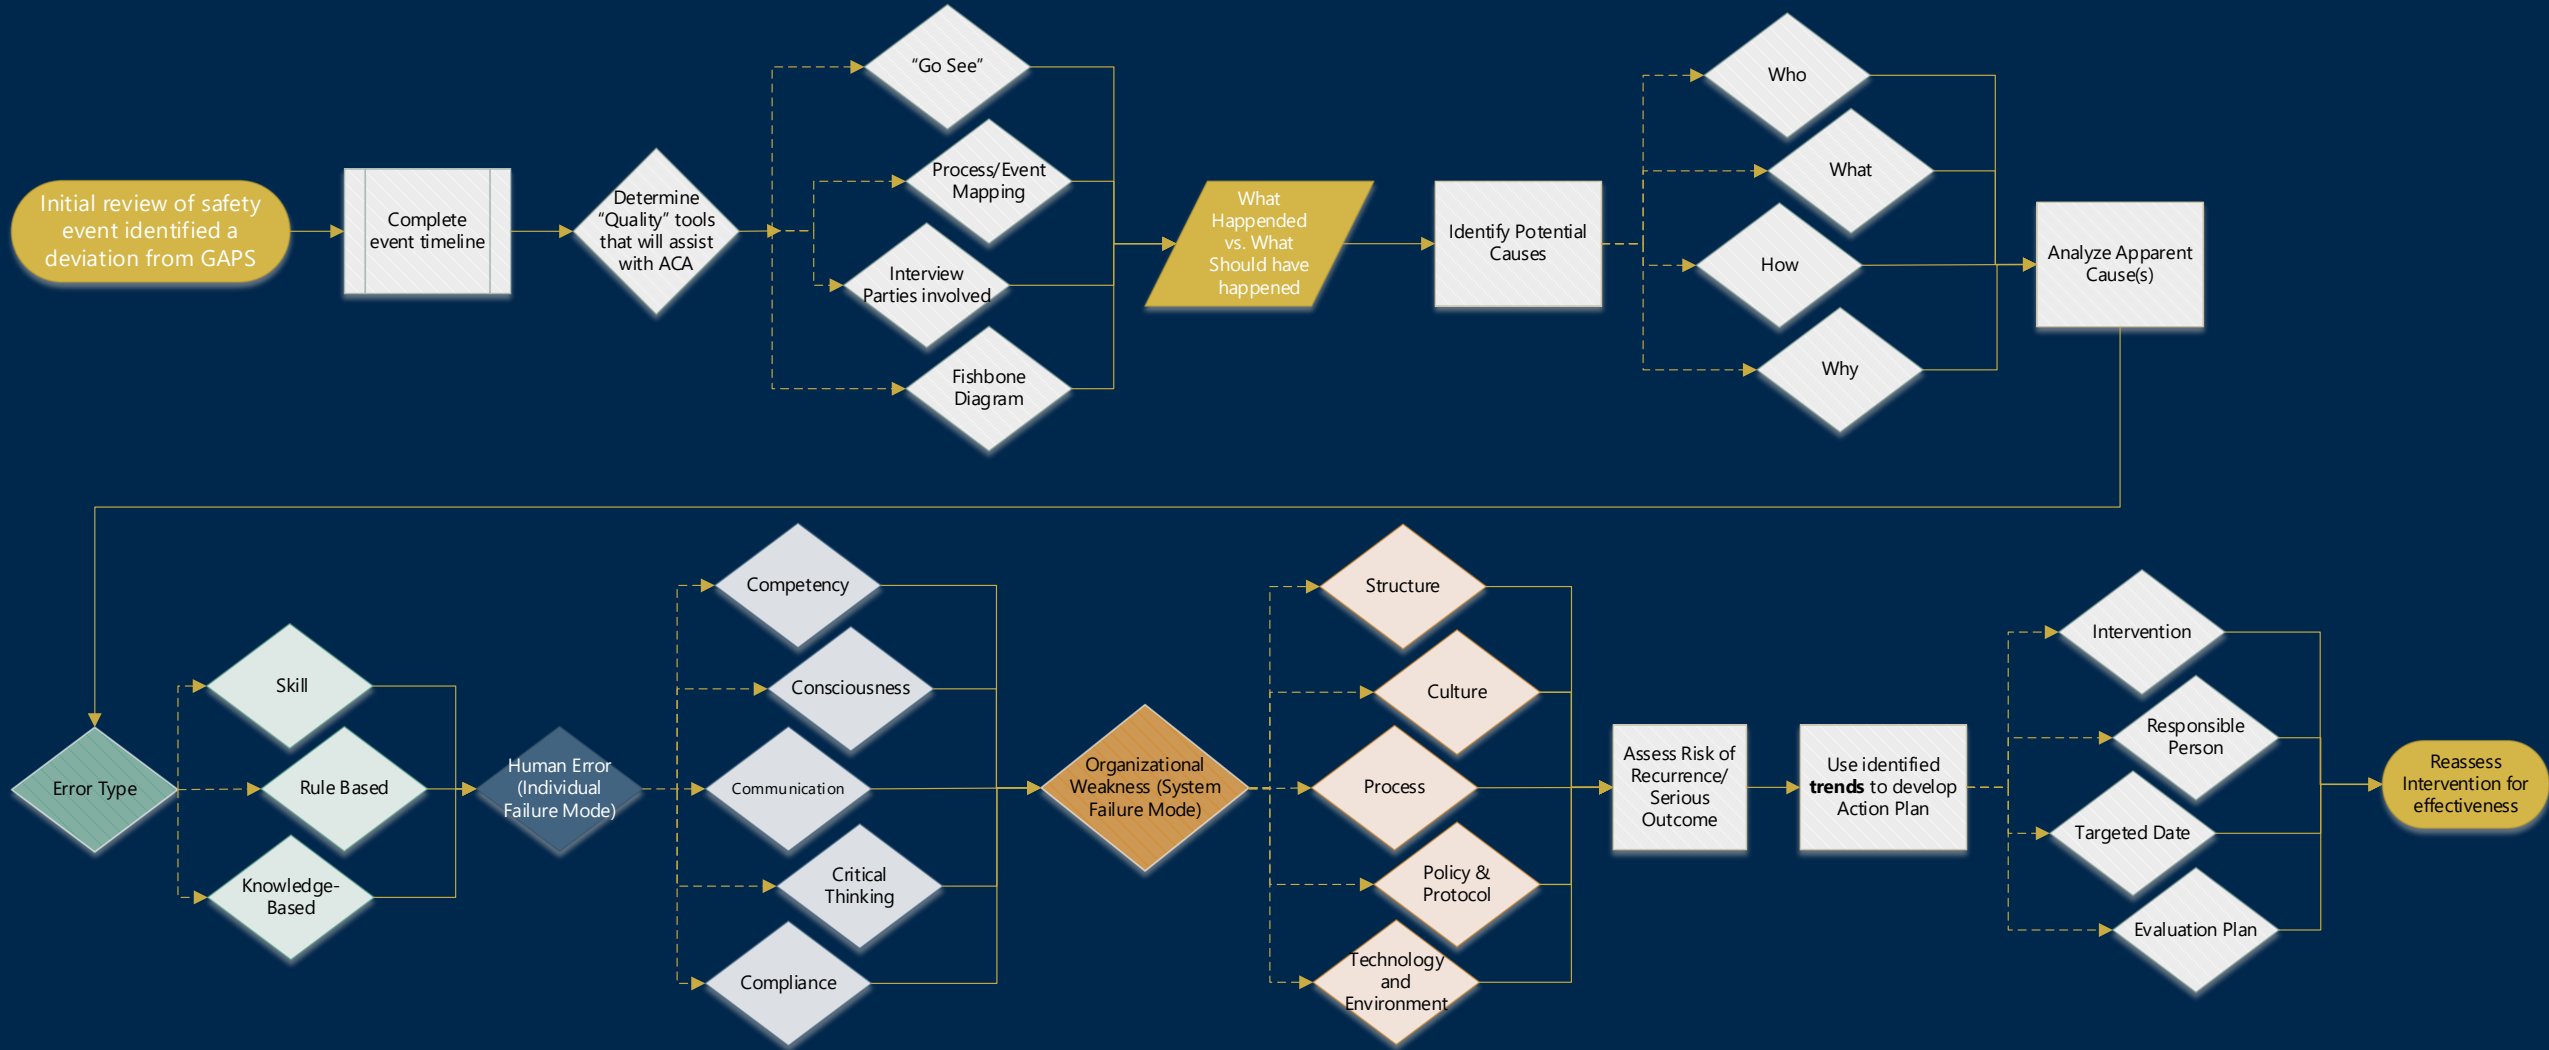 Initial review of safety
event identified a
deviation from GAPS
Complete
event timeline
Determine
“Quality” tools
that will assist
with ACA
“Go See”
Process/Event
Mapping
Interview
Parties involved
Fishbone
Diagram
What
Happended
vs. What
Should have
happened
Identify Potential
Causes
Who
What
How
Why
Analyze Apparent
Cause(s)
Error Type
Skill
Rule Based
Knowledge-
Based
Human Error
(Individual
Failure Mode)
Competency
Consciousness
Communication
Critical
Thinking
Compliance
Organizational
Weakness (System
Failure Mode)
Structure
Culture
Process
Policy &
Protocol
Technology
and
Environment
Assess Risk of
Recurrence/
Serious
Outcome
Use identified
trends to develop
Action Plan
Intervention
Responsible
Person
Targeted Date
Evaluation Plan
Reassess
Intervention for
effectiveness